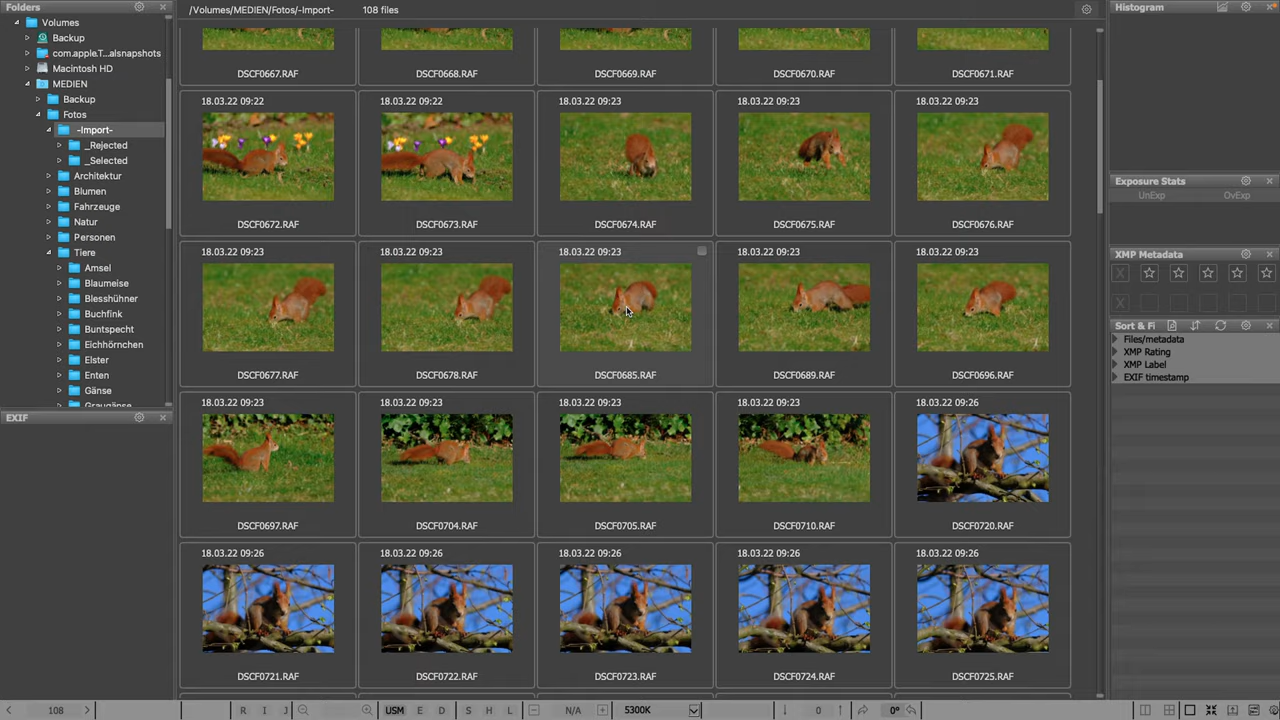 Folders
/Volumes/MEDIEN/Fotos/-Import- 108 files
Histogram
Volumes
Backup
com.apple.T...alsnapshots
Macintosh HD
MEDIEN
Backup
Fotos
-Import-
_Rejected
_Selected
Architektur
Blumen
Fahrzeuge
Natur
Personen
Tiere
Amsel
Blaumeise
Blesshühner
Buchfink
Buntspecht
Eichhörnchen
Elster
Enten
Gänse
Graugänse
EXIF
DSCF0667.RAF DSCF0668.RAF DSCF0669.RAF DSCF0670.RAF DSCF0671.RAF
18.03.22 09:22 18.03.22 09:22 18.03.22 09:23 18.03.22 09:23 18.03.22 09:23
DSCF0672.RAF DSCF0673.RAF DSCF0674.RAF DSCF0675.RAF DSCF0676.RAF
18.03.22 09:23 18.03.22 09:23 18.03.22 09:23 18.03.22 09:23 18.03.22 09:23
DSCF0677.RAF DSCF0678.RAF DSCF0685.RAF DSCF0689.RAF DSCF0696.RAF
18.03.22 09:23 18.03.22 09:23 18.03.22 09:23 18.03.22 09:23 18.03.22 09:26
DSCF0697.RAF DSCF0704.RAF DSCF0705.RAF DSCF0710.RAF DSCF0720.RAF
18.03.22 09:26 18.03.22 09:26 18.03.22 09:26 18.03.22 09:26 18.03.22 09:26
DSCF0721.RAF DSCF0722.RAF DSCF0723.RAF DSCF0724.RAF DSCF0725.RAF
Exposure Stats
UnExp OvExp
XMP Metadata
X
X
Sort & Fi
Files/metadata
XMP Rating
XMP Label
EXIF timestamp
108 R I J USM E D S H L N/A 5300K 0 0°